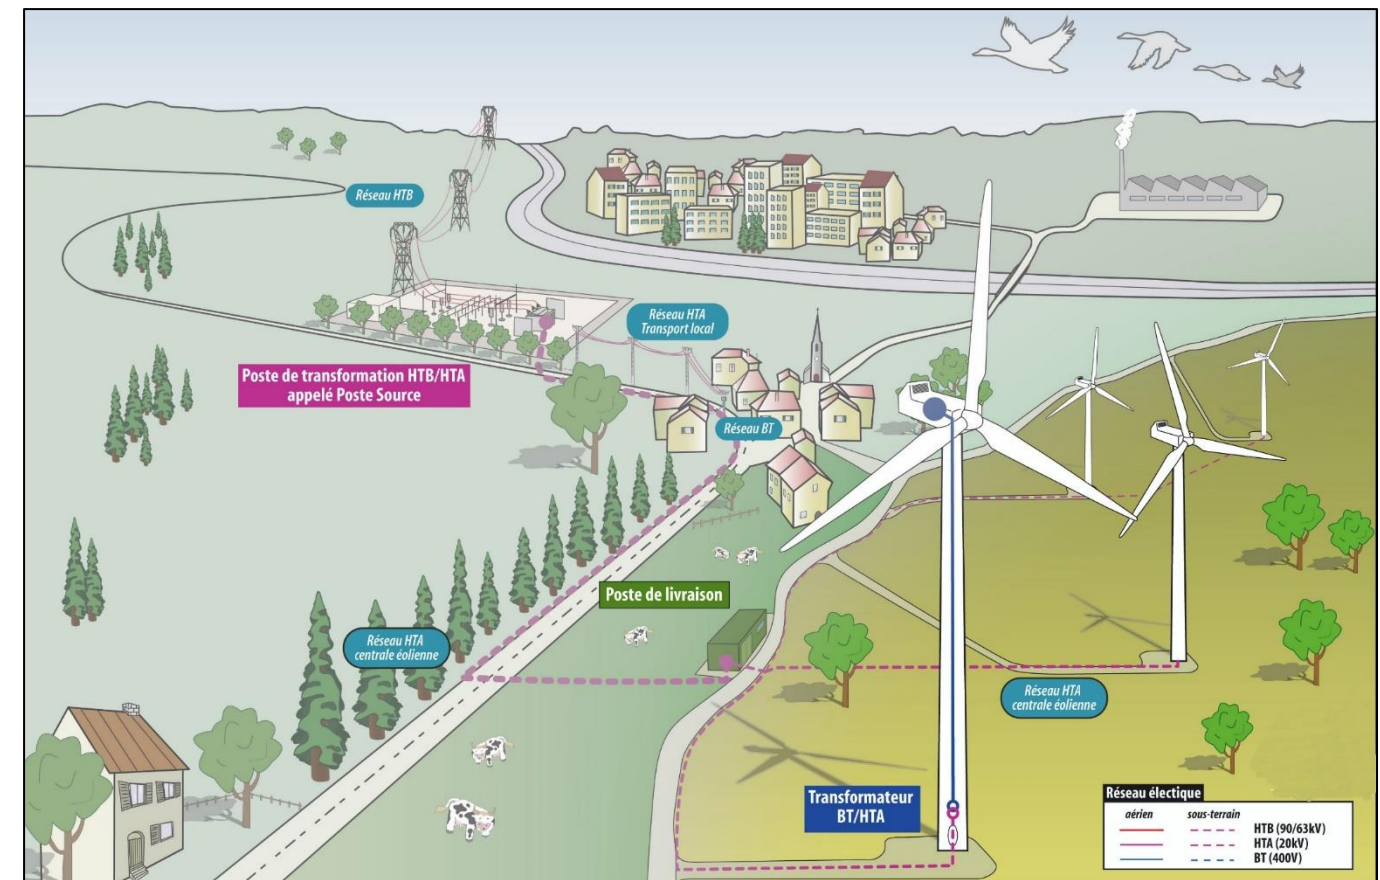 Réseau HTB
Réseau HTA
Transport local
Poste de transformation HTB/HTA
appelé Poste Source
Réseau BT
Poste de livraison
Réseau HTA
centrale éolienne
Réseau HTA
centrale éolienne
Transformateur
BT/HTA
Réseau électique
aérien sous-terrain
HTB (90/63kV)
HTA (20kV)
BT (400V)